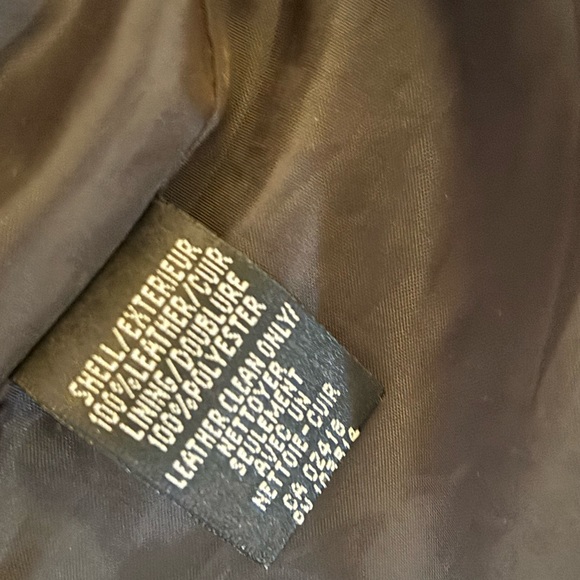 SHELL/EXTERIEUR
100%LEATHER/CUIR
LINING/DOUBLURE
100%POLYESTER
LEATHER CLEAN ONLY/
NETTOYER
SEULEMENT
AVEC UN
NETTOIE-CUIR
CA 02418